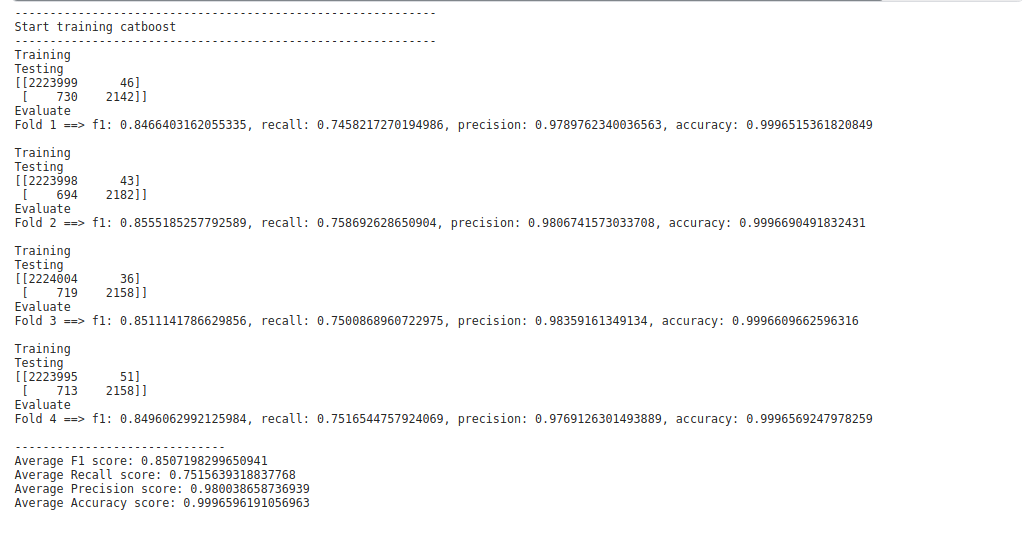 ------------------------------------------------------------
Start training catboost
------------------------------------------------------------
Training
Testing
[[2223999      46]
 [    730    2142]]
Evaluate
Fold 1 ==> f1: 0.8466403162055335, recall: 0.7458217270194986, precision: 0.9789762340036563, accuracy: 0.9996515361820849

Training
Testing
[[2223998      43]
 [    694    2182]]
Evaluate
Fold 2 ==> f1: 0.8555185257792589, recall: 0.758692628650904, precision: 0.9806741573033708, accuracy: 0.9996690491832431

Training
Testing
[[2224004      36]
 [    719    2158]]
Evaluate
Fold 3 ==> f1: 0.8511141786629856, recall: 0.7500868960722975, precision: 0.98359161349134, accuracy: 0.9996609662596316

Training
Testing
[[2223995      51]
 [    713    2158]]
Evaluate
Fold 4 ==> f1: 0.8496062992125984, recall: 0.7516544757924069, precision: 0.9769126301493889, accuracy: 0.9996569247978259

------------------------------
Average F1 score: 0.8507198299650941
Average Recall score: 0.7515639318837768
Average Precision score: 0.980038658736939
Average Accuracy score: 0.9996596191056963